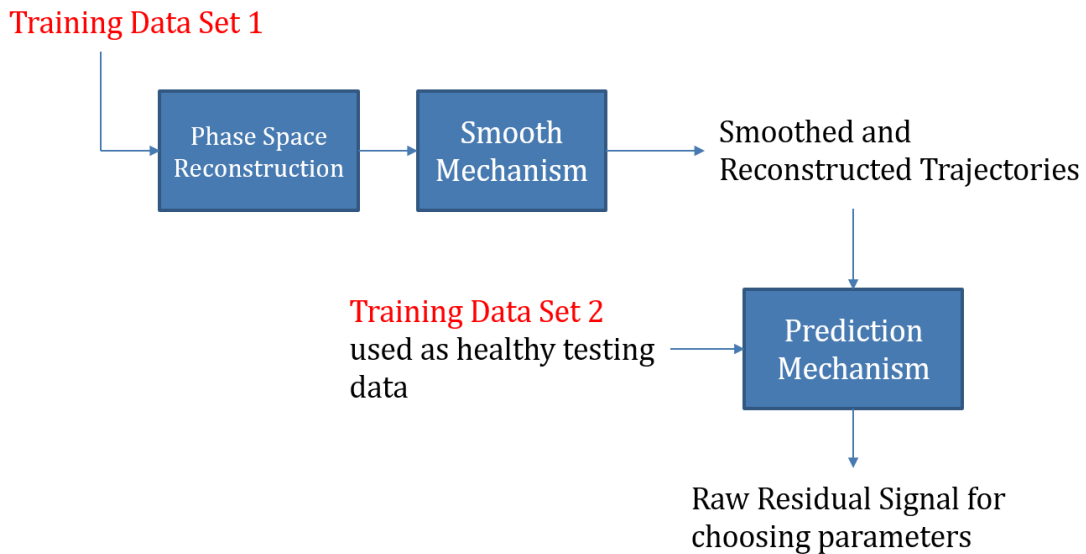 Training Data Set 1
Phase Space
Reconstruction
Smooth
Mechanism
Smoothed and
Reconstructed Trajectories
Training Data Set 2
used as healthy testing
data
Prediction
Mechanism
Raw Residual Signal for
choosing parameters